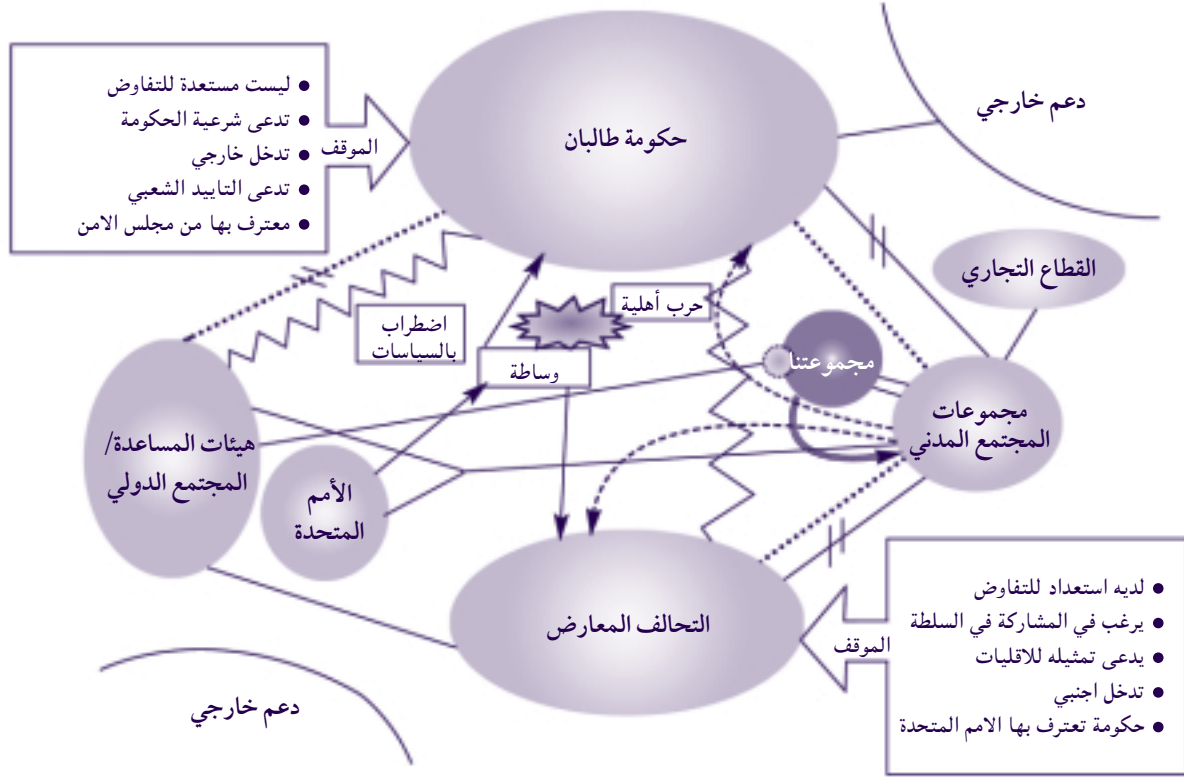 دعم خارجي
حكومة طالبان
● ليست مستعدة للتفاوض
● تدعى شرعية الحكومة
● تدخل خارجي
● تدعى التاييد الشعبي
● معترف بها من مجلس الامن
الموقف
القطاع التجاري
حرب أهلية
اضطراب
بالسياسات
وساطة
مجموعتنا
مجموعات
المجتمع المدني
هيئات المساعدة/
المجتمع الدولي
الأمم
المتحدة
التحالف المعارض
الموقف
● لديه استعداد للتفاوض
● يرغب في المشاركة في السلطة
● يدعى تمثيله للاقليات
● تدخل اجنبي
● حكومة تعترف بها الامم المتحدة
دعم خارجي